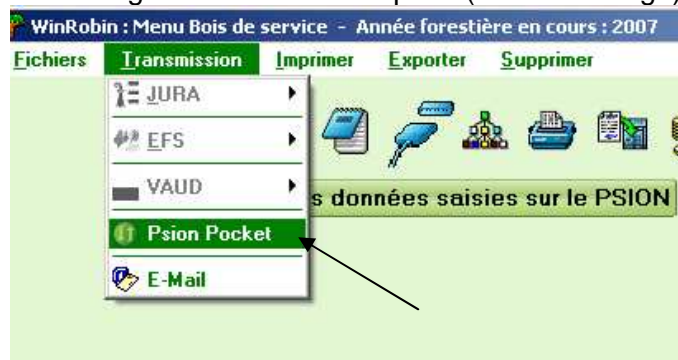 WinRobin : Menu Bois de service - Année forestière en cours : 2007
Fichiers Transmission Imprimer Exporter Supprimer
JURA
EFS
VAUD
s données saisies sur le PSION
Psion Pocket
E-Mail